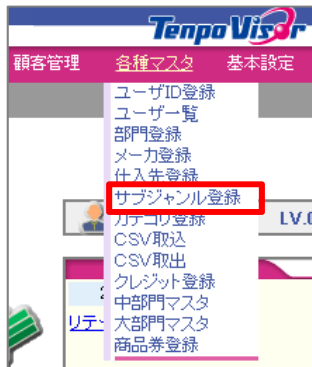 Tenpo Visor
顧客管理 各種マスタ 基本設定
ユーザID登録
ユーザ一覧
部門登録
メーカ登録
仕入先登録
サブジャンル登録
カテゴリ登録
LV.0
CSV取込
CSV取出
クレジット登録
中部門マスタ
2
大部門マスタ
リテ
商品券登録